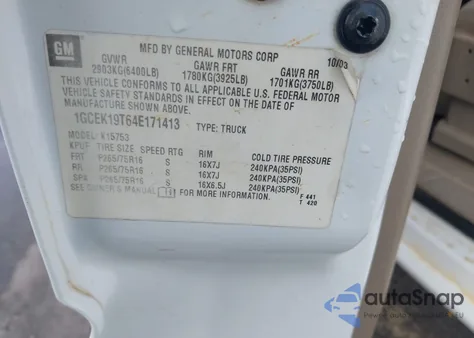 GM
MFD BY GENERAL MOTORS CORP
10/03
GVWR GAWR FRT GAWR RR
2903KG(6400LB) 1780KG(3925LB) 1701KG(3750LB)
THIS VEHICLE CONFORMS TO ALL APPLICABLE U.S. FEDERAL MOTOR
VEHICLE SAFETY STANDARDS IN EFFECT ON THE DATE OF
MANUFACTURE SHOWN ABOVE.
1GCEK19T64E171413 TYPE: TRUCK
MODEL: K15753
TIRE SIZE SPEED RTG RIM COLD TIRE PRESSURE
FRT P265/75R16 S 16X7J 240KPA(35PSI)
RR P265/75R16 S 16X7J 240KPA(35PSI)
SPA P265/75R16 S 16X6.5J 240KPA(35PSI)
SEE OWNER'S MANUAL FOR MORE INFORMATION.
F 441
T 420
autoSnap